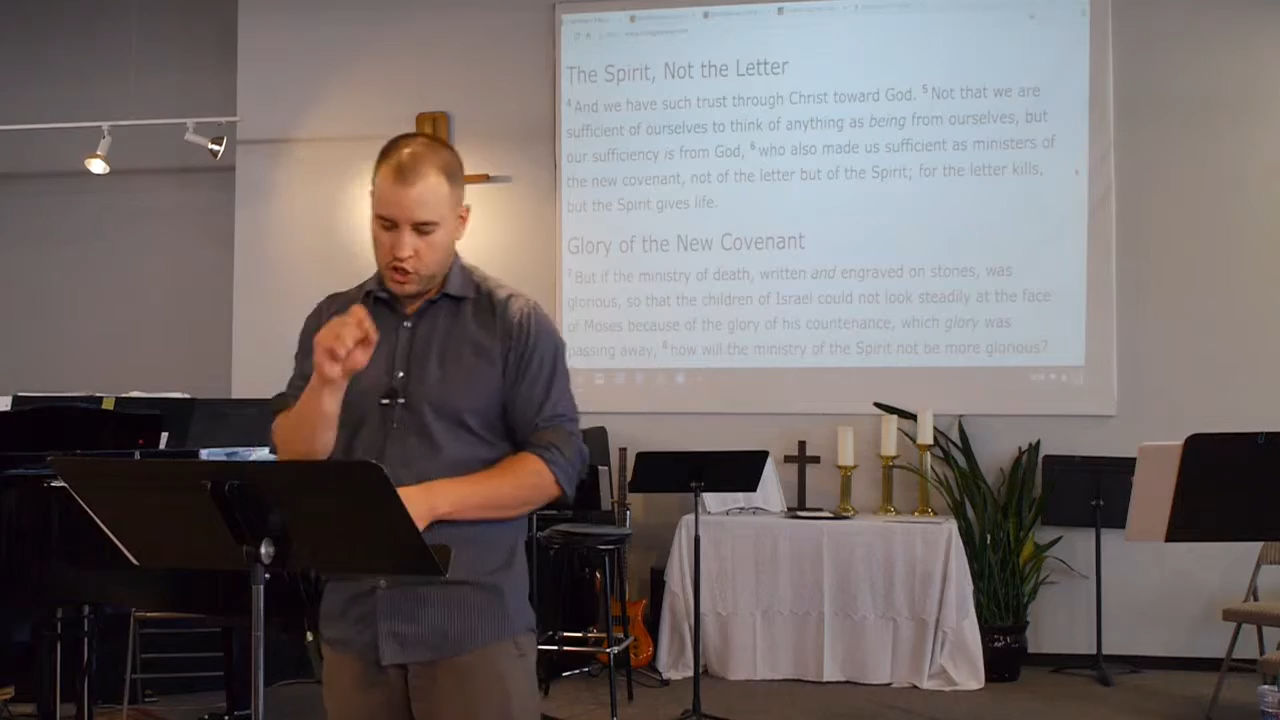 The Spirit, Not the Letter
4 And we have such trust through Christ toward God. 5 Not that we are
sufficient of ourselves to think of anything as being from ourselves, but
our sufficiency is from God, 6 who also made us sufficient as ministers of
the new covenant, not of the letter but of the Spirit; for the letter kills,
but the Spirit gives life.
Glory of the New Covenant
7 But if the ministry of death, written and engraved on stones, was
glorious, so that the children of Israel could not look steadily at the face
of Moses because of the glory of his countenance, which glory was
passing away, 8 how will the ministry of the Spirit not be more glorious?